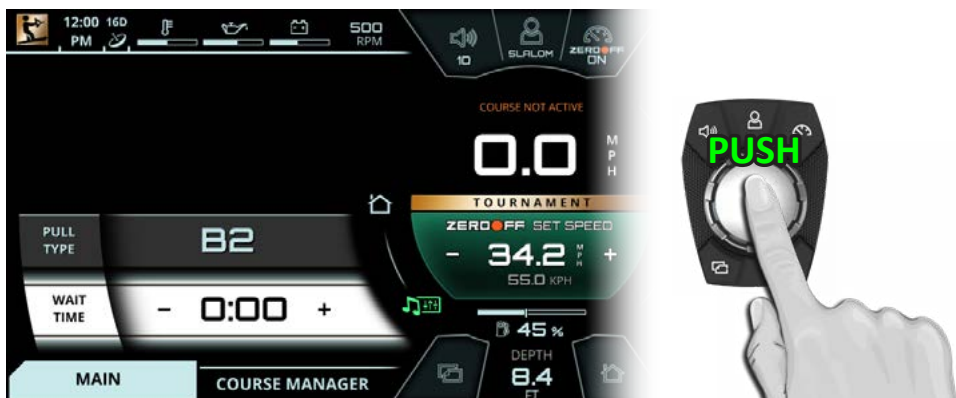 12:00 16D
PM
500
RPM
10
SLALOM
ZEROOFF
ON
COURSE NOT ACTIVE
0.0
MPH
TOURNAMENT
ZEROOFF SET SPEED
- 34.2 MPH +
55.0 KPH
PULL
TYPE
B2
WAIT
TIME
- 0:00 +
45 %
DEPTH
8.4
FT
MAIN
COURSE MANAGER
PUSH